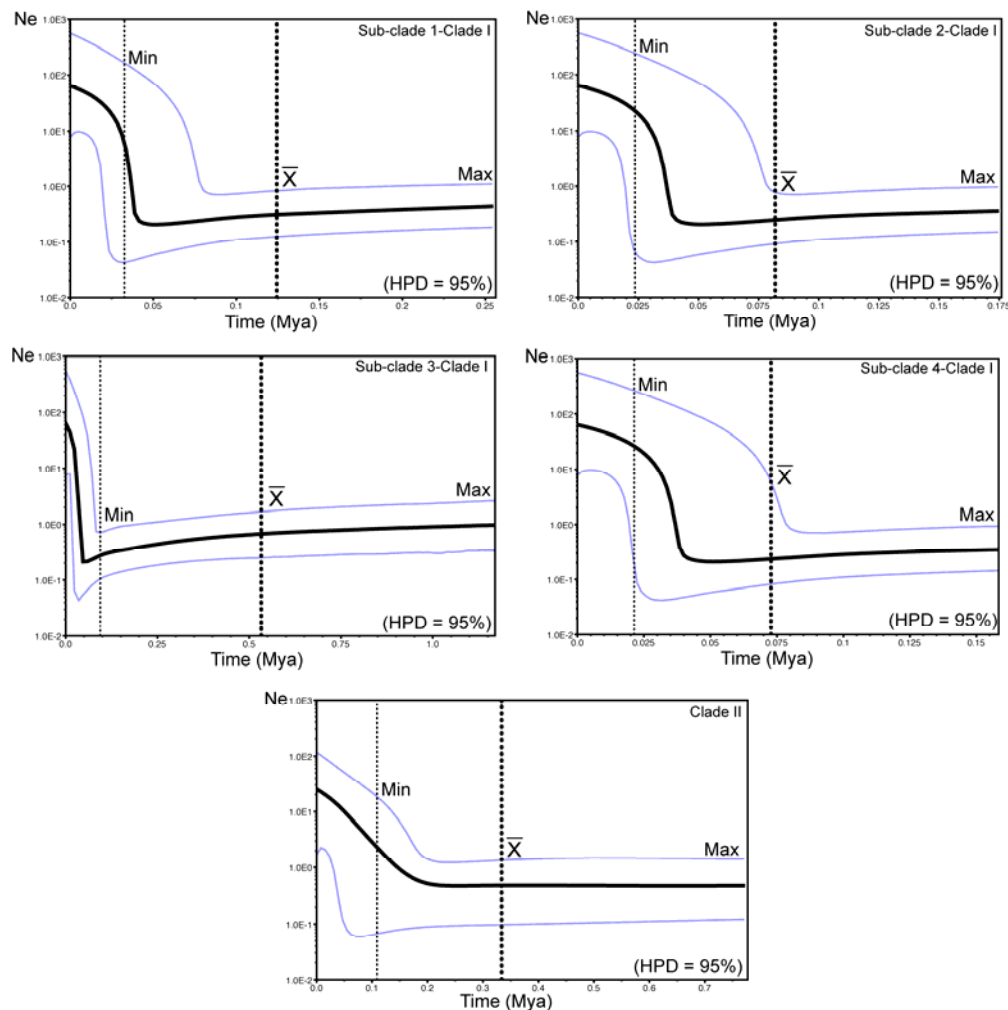 Ne
1.0E3
Sub-clade 1-Clade I
Min
1.0E2
1.0E1
X̅
Max
1.0E0
1.0E-1
(HPD = 95%)
1.0E-2
0.0 0.05 0.1 0.15 0.2 0.25
Time (Mya)
Ne
1.0E3
Sub-clade 2-Clade I
Min
1.0E2
1.0E1
X̅
Max
1.0E0
1.0E-1
(HPD = 95%)
1.0E-2
0.0 0.025 0.05 0.075 0.1 0.125 0.15 0.175
Time (Mya)
Ne
1.0E3
Sub-clade 3-Clade I
1.0E2
1.0E1
Min
X̅
Max
1.0E0
1.0E-1
(HPD = 95%)
1.0E-2
0.0 0.25 0.5 0.75 1.0
Time (Mya)
Ne
1.0E3
Sub-clade 4-Clade I
Min
1.0E2
1.0E1
X̅
Max
1.0E0
1.0E-1
(HPD = 95%)
1.0E-2
0.0 0.025 0.05 0.075 0.1 0.125 0.15
Time (Mya)
Ne
1.0E3
Clade II
1.0E2
Min
1.0E1
X̅
Max
1.0E0
1.0E-1
(HPD = 95%)
1.0E-2
0.0 0.1 0.2 0.3 0.4 0.5 0.6 0.7
Time (Mya)